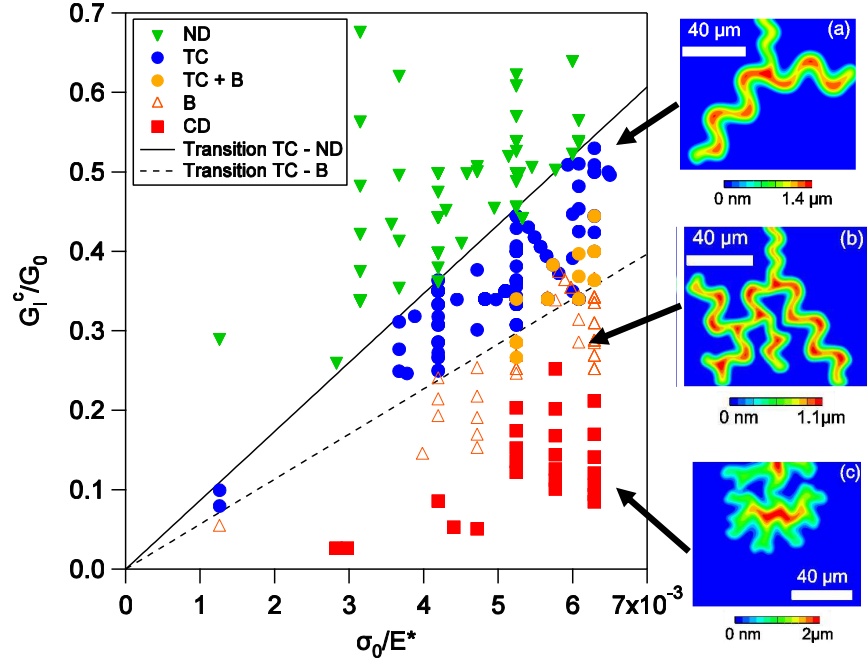 0.7
0.6
0.5
0.4
0.3
0.2
0.1
0.0
G_I^c/G_0
ND
TC
TC + B
B
CD
Transition TC - ND
Transition TC - B
0
1
2
3
4
5
6
7x10^-3
σ_0/E*
(a)
40 µm
0 nm 1.4 µm
(b)
40 µm
0 nm 1.1µm
(c)
40 µm
0 nm 2µm